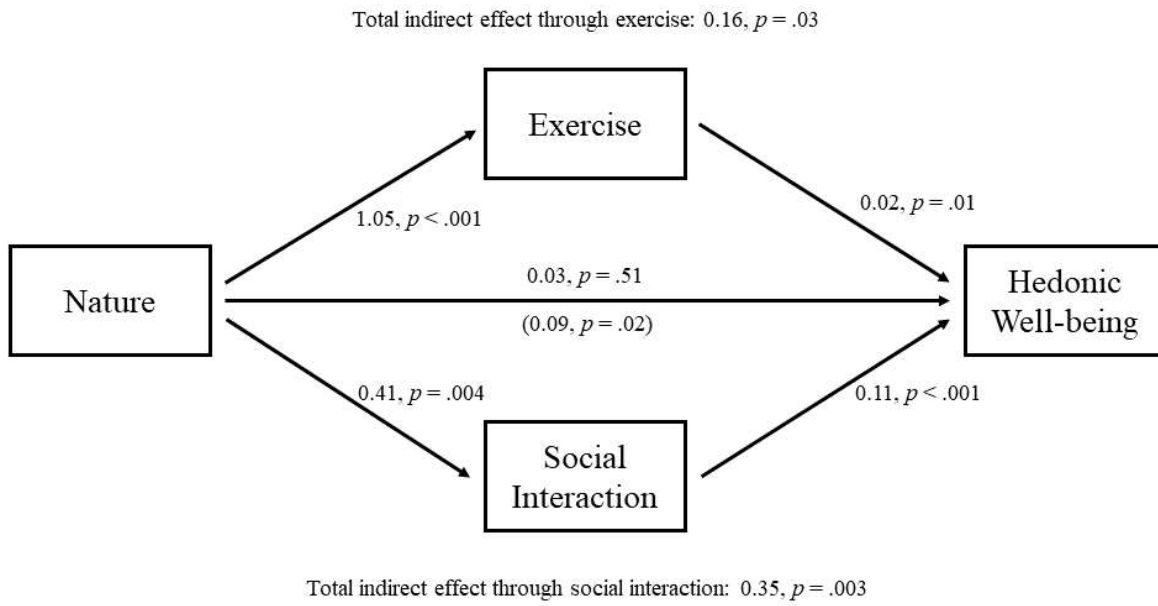 Total indirect effect through exercise: 0.16, p = .03
Exercise
1.05, p < .001
0.02, p = .01
Nature
0.03, p = .51
(0.09, p = .02)
Hedonic
Well-being
0.41, p = .004
0.11, p < .001
Social
Interaction
Total indirect effect through social interaction: 0.35, p = .003